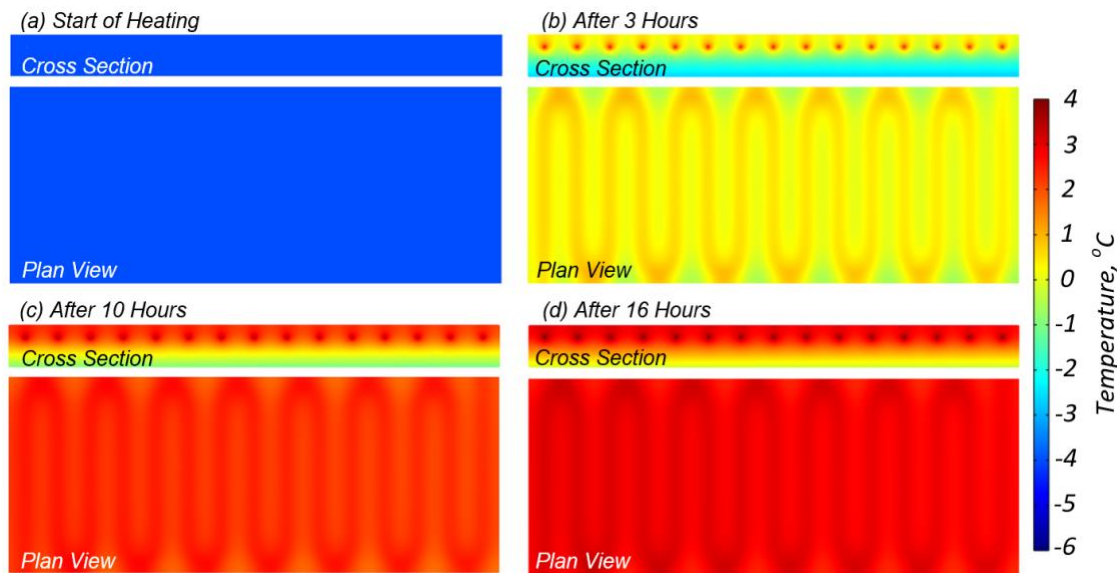 (a) Start of Heating
Cross Section
Plan View
(b) After 3 Hours
Cross Section
Plan View
(c) After 10 Hours
Cross Section
Plan View
(d) After 16 Hours
Cross Section
Plan View
4
3
2
1
0
-1
-2
-3
-4
-5
-6
Temperature, °C